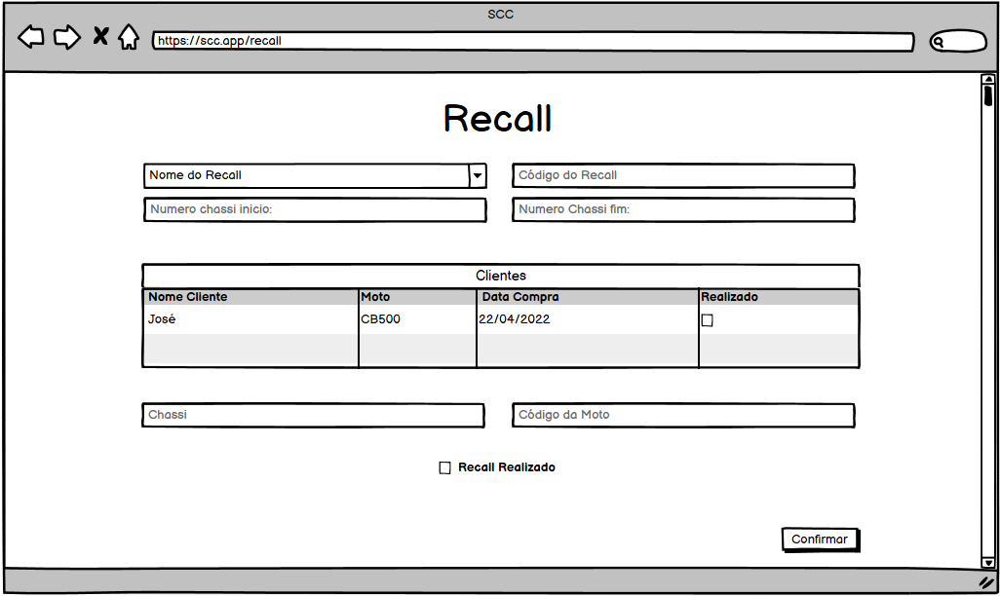 SCC
https://scc.app/recall
Recall
Nome do Recall
Código do Recall
Numero chassi inicio:
Numero Chassi fim:
Clientes
Nome Cliente Moto Data Compra Realizado
José CB500 22/04/2022
Chassi
Código da Moto
Recall Realizado
Confirmar